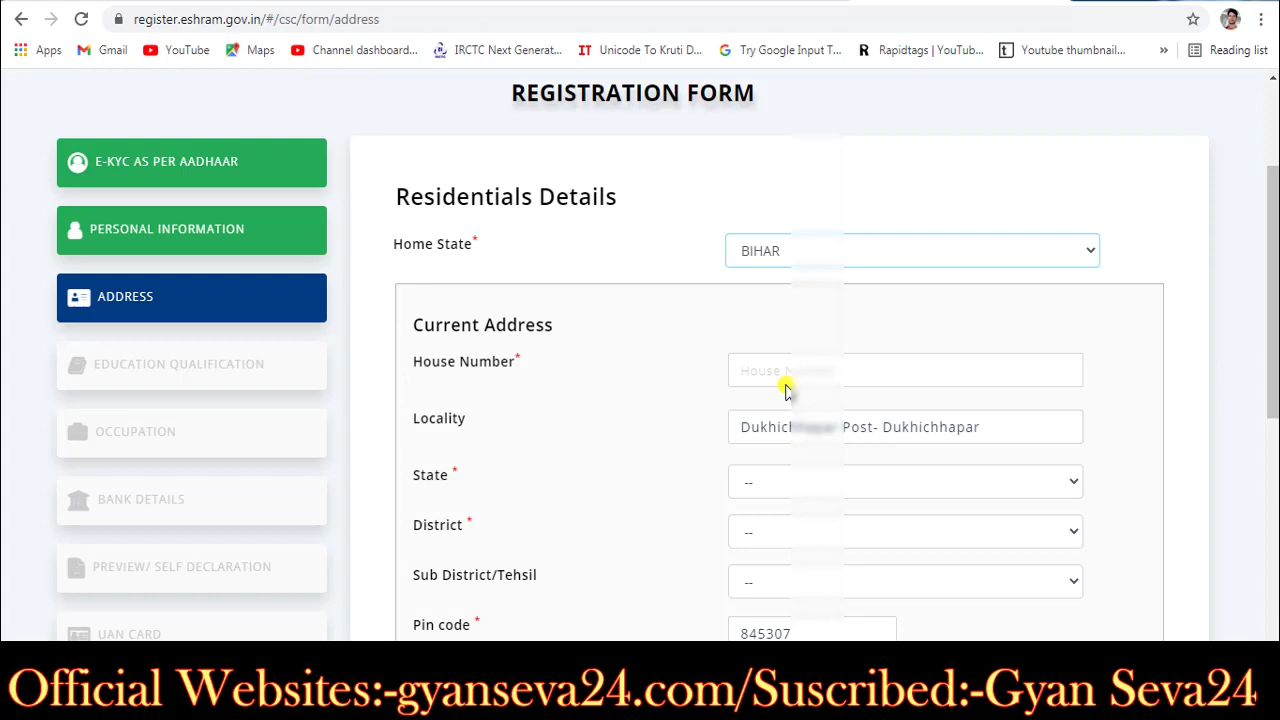 register.eshram.gov.in/#/csc/form/address
Apps Gmail YouTube Maps Channel dashboard... IRCTC Next Generat... Unicode To Kruti D... Try Google Input T... Rapidtags | YouTub... Youtube thumbnail... » Reading list
REGISTRATION FORM
E-KYC AS PER AADHAAR
PERSONAL INFORMATION
ADDRESS
EDUCATION QUALIFICATION
OCCUPATION
BANK DETAILS
PREVIEW/ SELF DECLARATION
UAN CARD
Residentials Details
Home State* BIHAR
Current Address
House Number* House Number
Locality Dukhichhapar Post- Dukhichhapar
State * --
District * --
Sub District/Tehsil --
Pin code * 845307
Official Websites:-gyanseva24.com/Suscribed:-Gyan Seva24